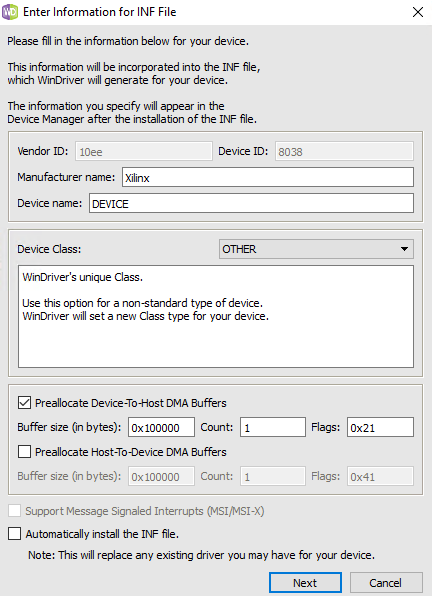 WD Enter Information for INF File
Please fill in the information below for your device.
This information will be incorporated into the INF file,
which WinDriver will generate for your device.
The information you specify will appear in the
Device Manager after the installation of the INF file.
Vendor ID: 10ee Device ID: 8038
Manufacturer name: Xilinx
Device name: DEVICE
Device Class: OTHER
WinDriver's unique Class.
Use this option for a non-standard type of device.
WinDriver will set a new Class type for your device.
Preallocate Device-To-Host DMA Buffers
Buffer size (in bytes): 0x100000 Count: 1 Flags: 0x21
Preallocate Host-To-Device DMA Buffers
Buffer size (in bytes): 0x100000 Count: 1 Flags: 0x41
Support Message Signaled Interrupts (MSI/MSI-X)
Automatically install the INF file.
Note: This will replace any existing driver you may have for your device.
Next Cancel